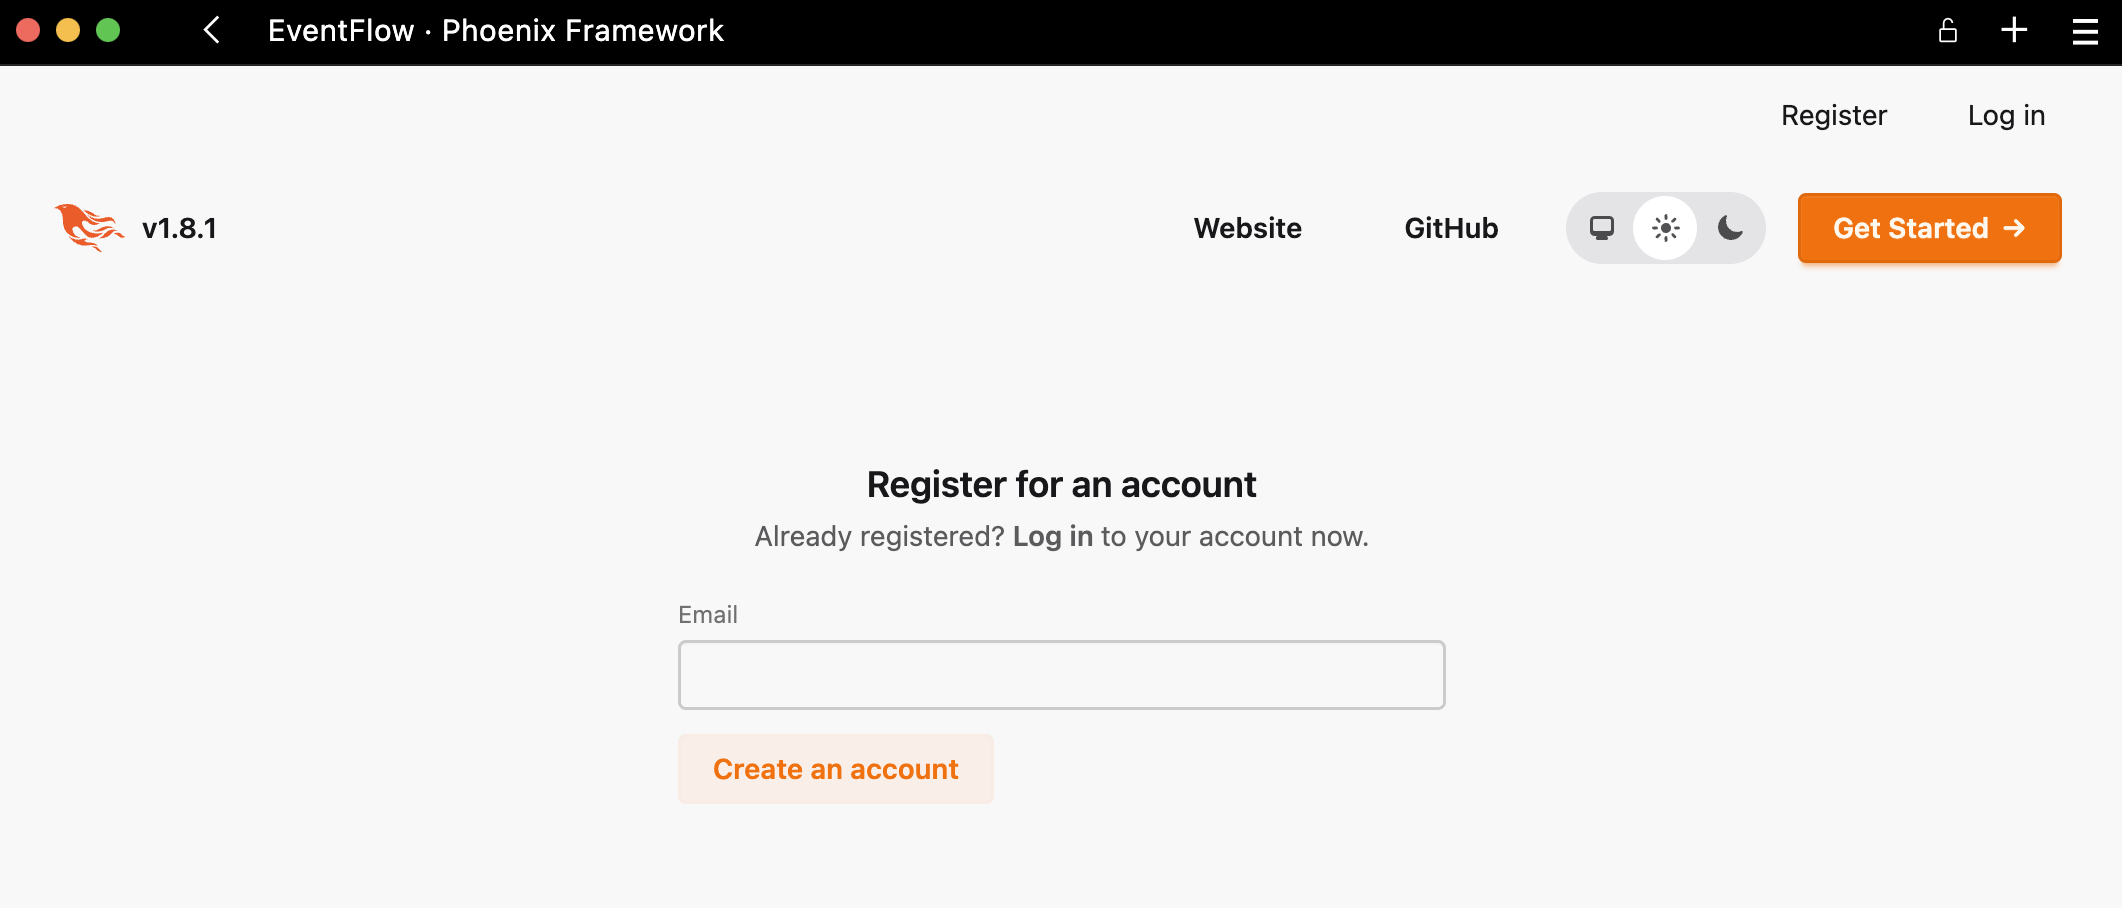 EventFlow · Phoenix Framework
Register Log in
v1.8.1 Website GitHub Get Started →
Register for an account
Already registered? Log in to your account now.
Email
Create an account